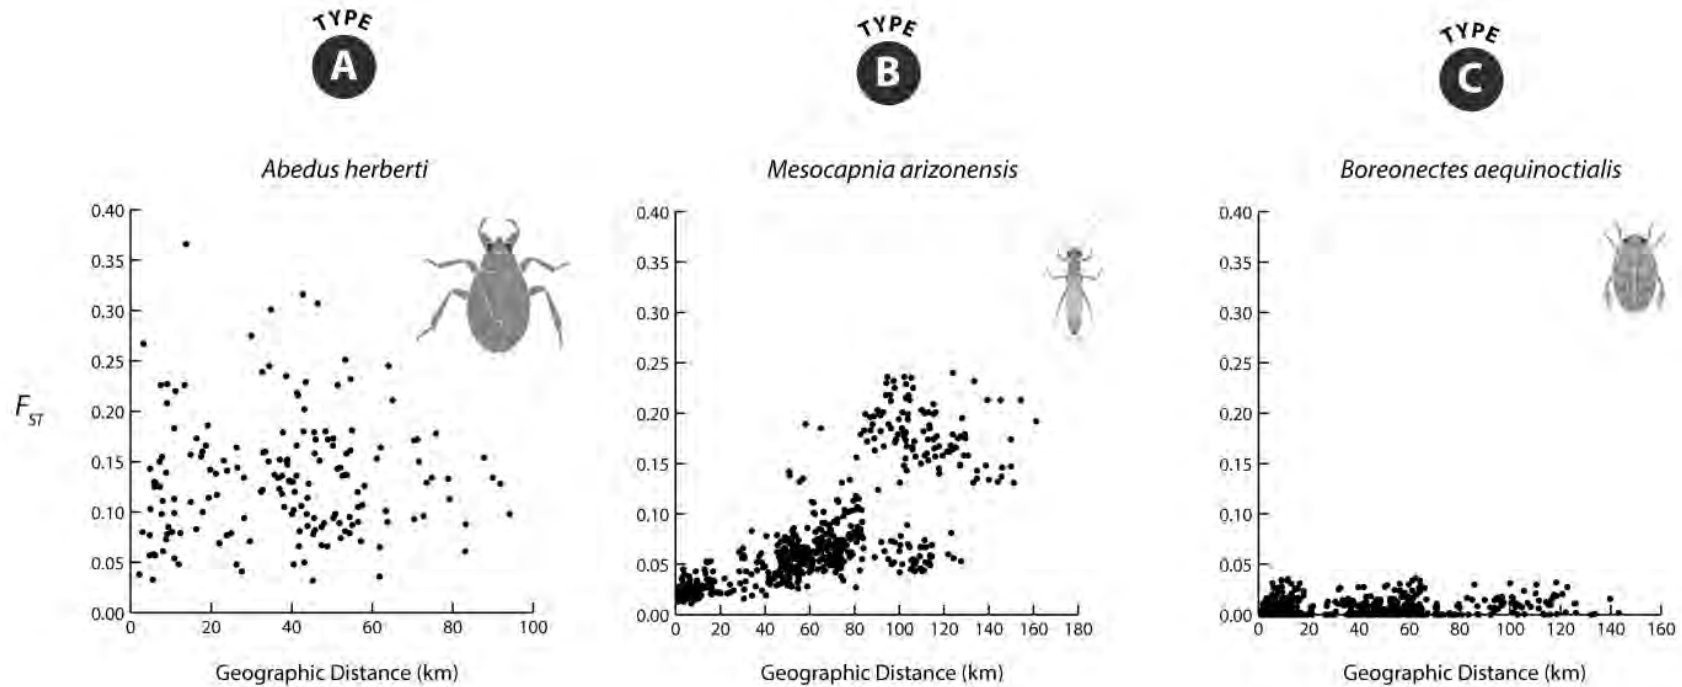 TYPE
A
TYPE
B
TYPE
C
Abedus herberti
Mesocapnia arizonensis
Boreonectes aequinoctialis
F ST
0.40
0.35
0.30
0.25
0.20
0.15
0.10
0.05
0.00
0 20 40 60 80 100
Geographic Distance (km)
0.40
0.35
0.30
0.25
0.20
0.15
0.10
0.05
0.00
0 20 40 60 80 100 120 140 160 180
Geographic Distance (km)
0.40
0.35
0.30
0.25
0.20
0.15
0.10
0.05
0.00
0 20 40 60 80 100 120 140 160
Geographic Distance (km)